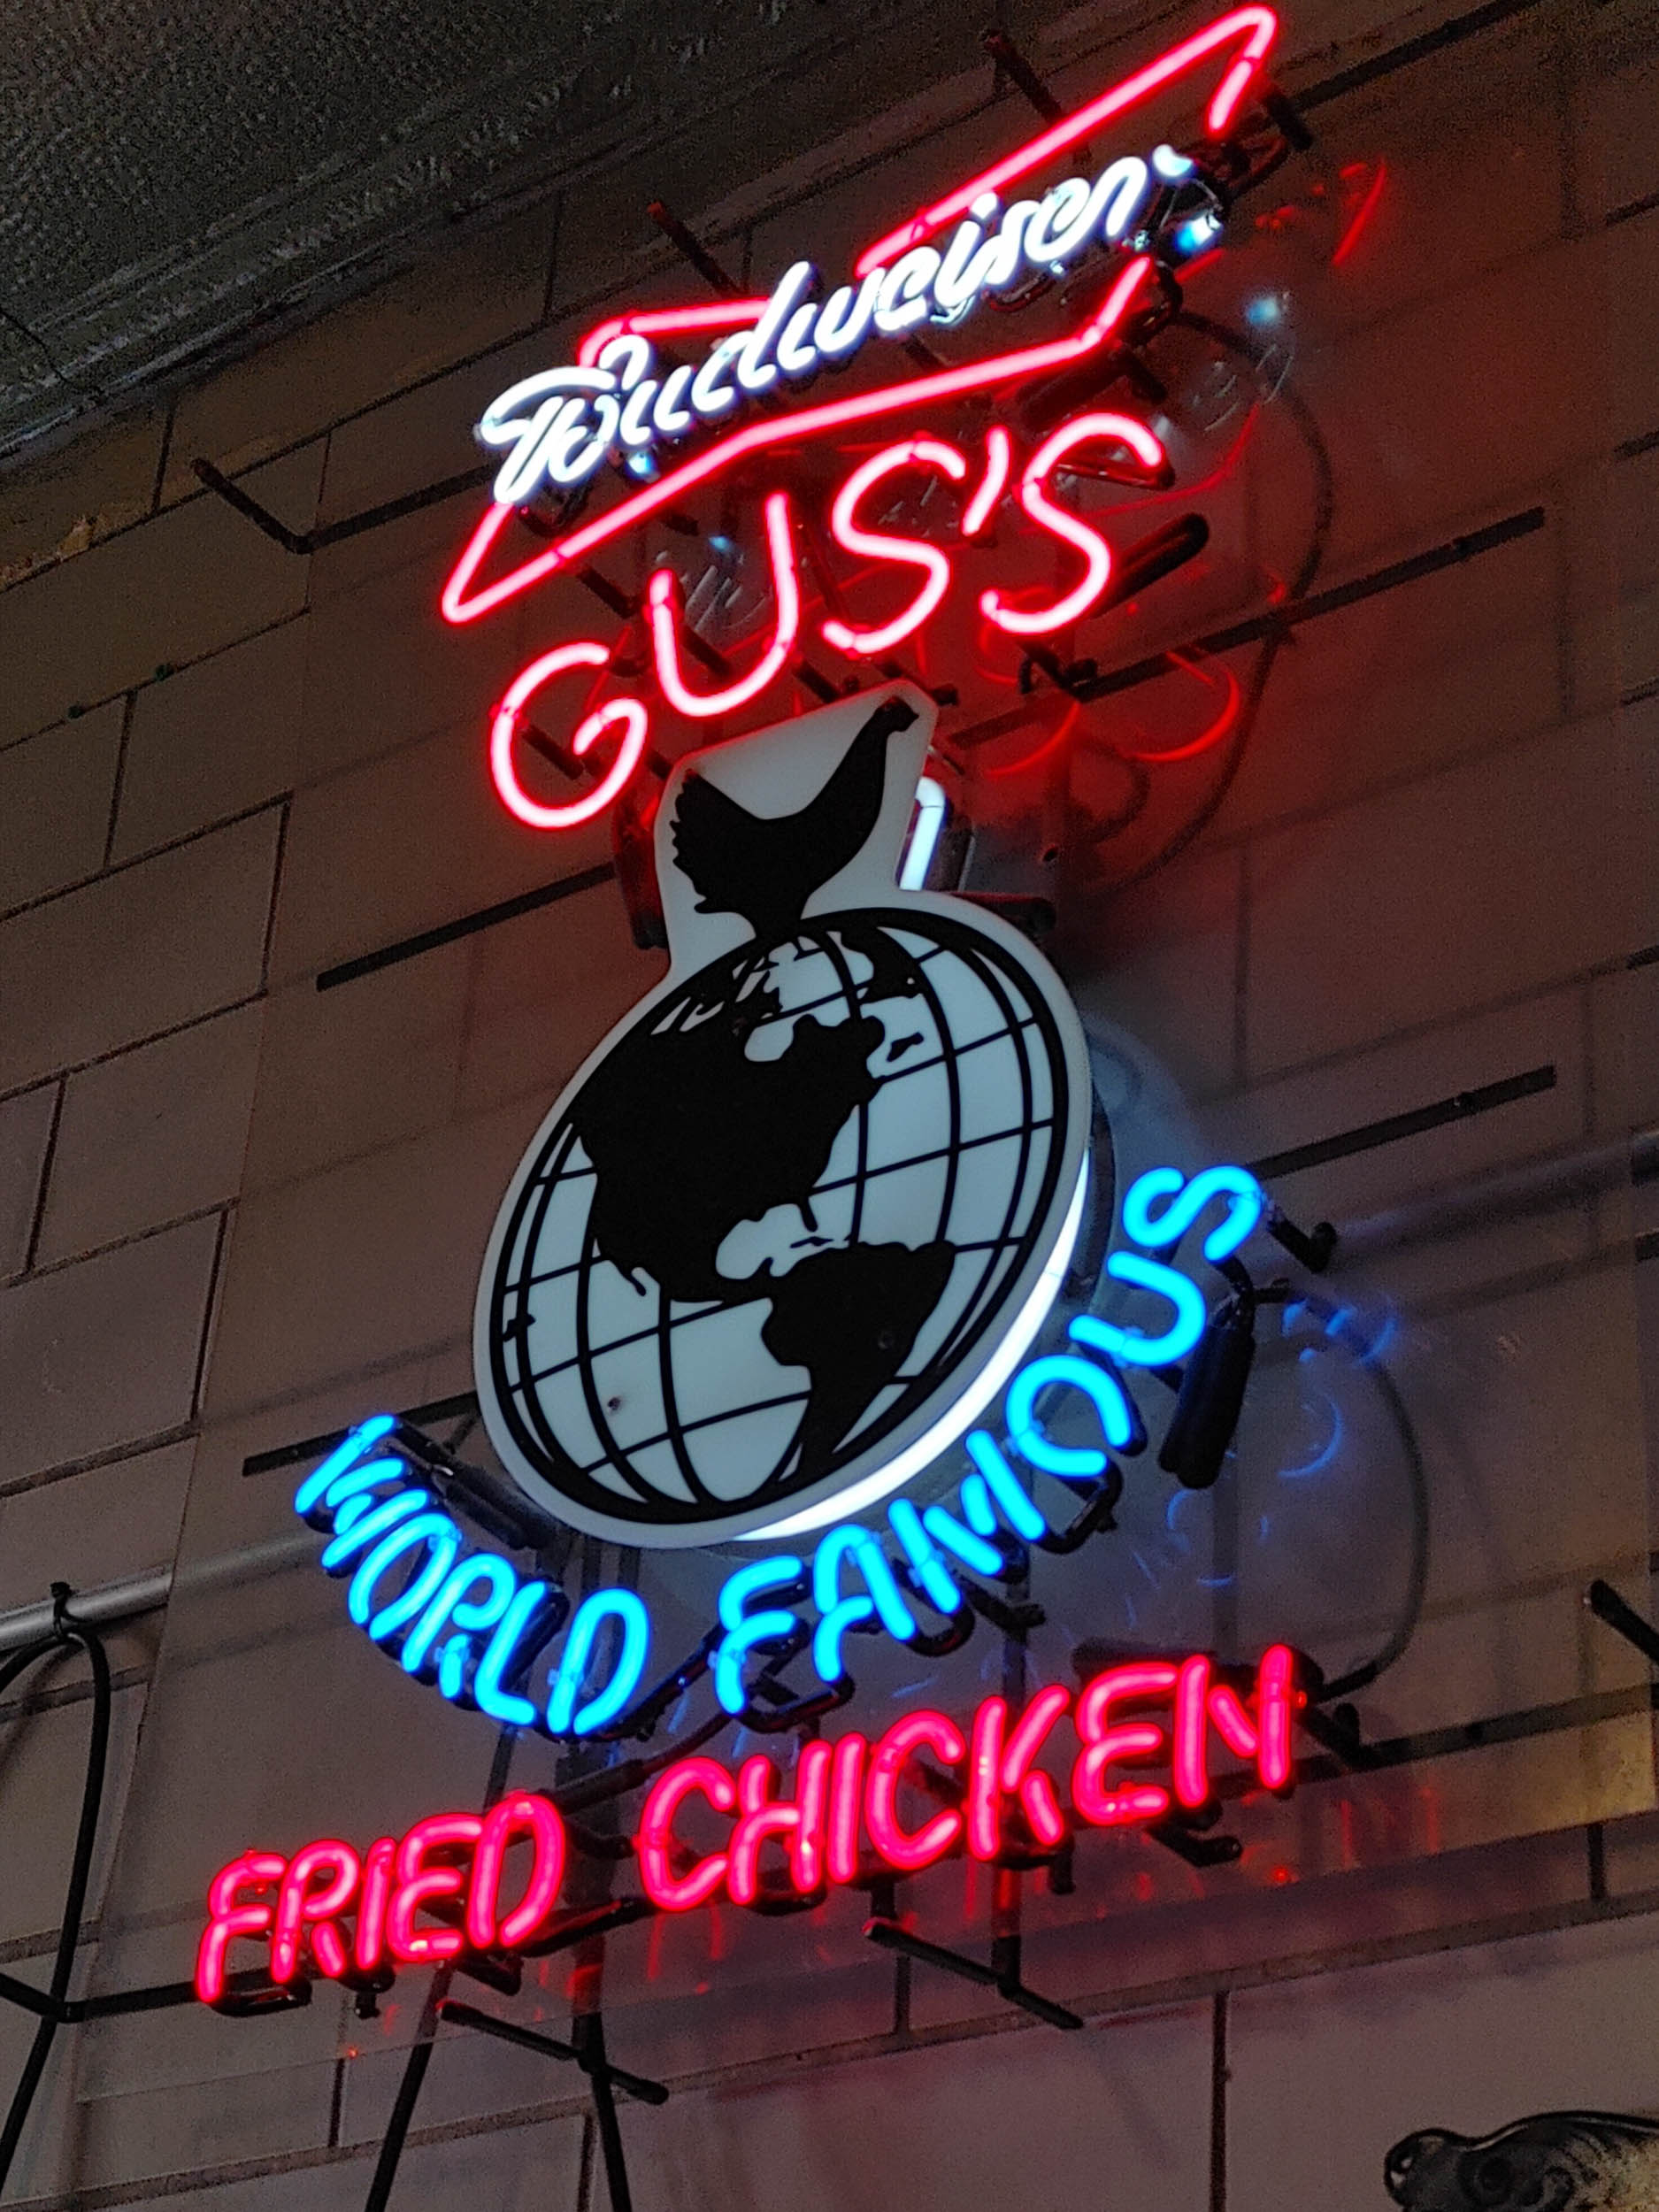 Budweiser
GUS'S
WORLD FAMOUS
FRIED CHICKEN